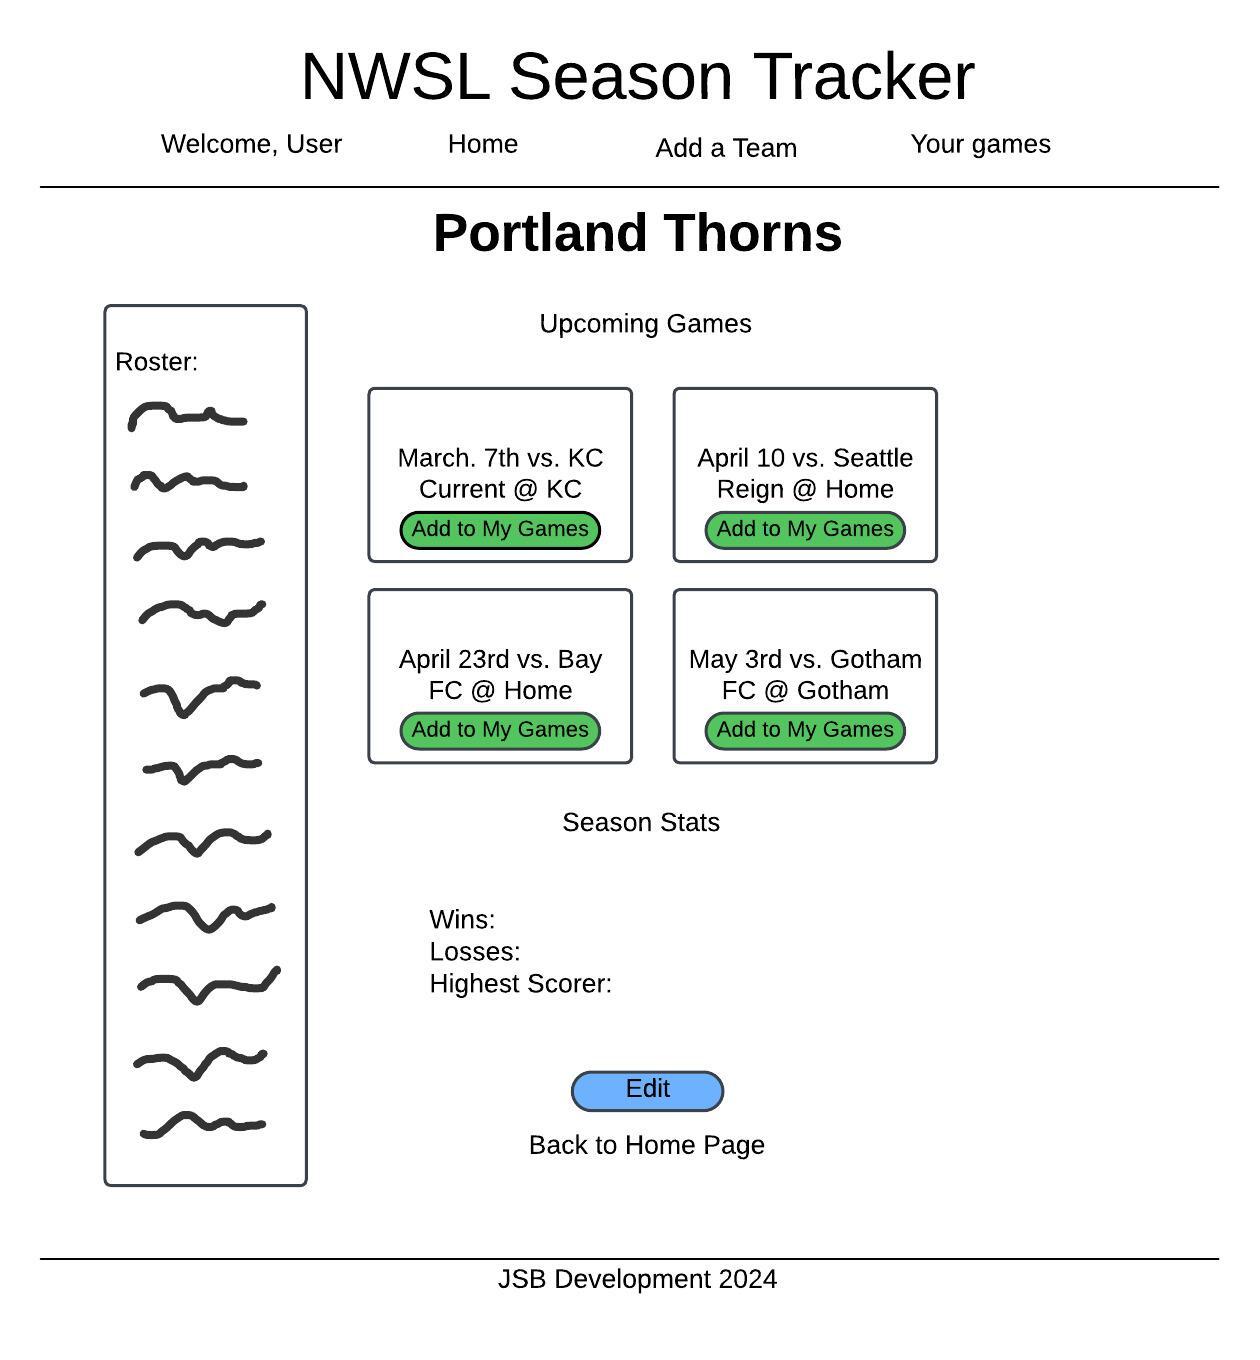 NWSL Season Tracker
Welcome, User
Home
Add a Team
Your games
Portland Thorns
Roster:
Upcoming Games
March. 7th vs. KC
Current @ KC
Add to My Games
April 10 vs. Seattle
Reign @ Home
Add to My Games
April 23rd vs. Bay
FC @ Home
Add to My Games
May 3rd vs. Gotham
FC @ Gotham
Add to My Games
Season Stats
Wins:
Losses:
Highest Scorer:
Edit
Back to Home Page
JSB Development 2024